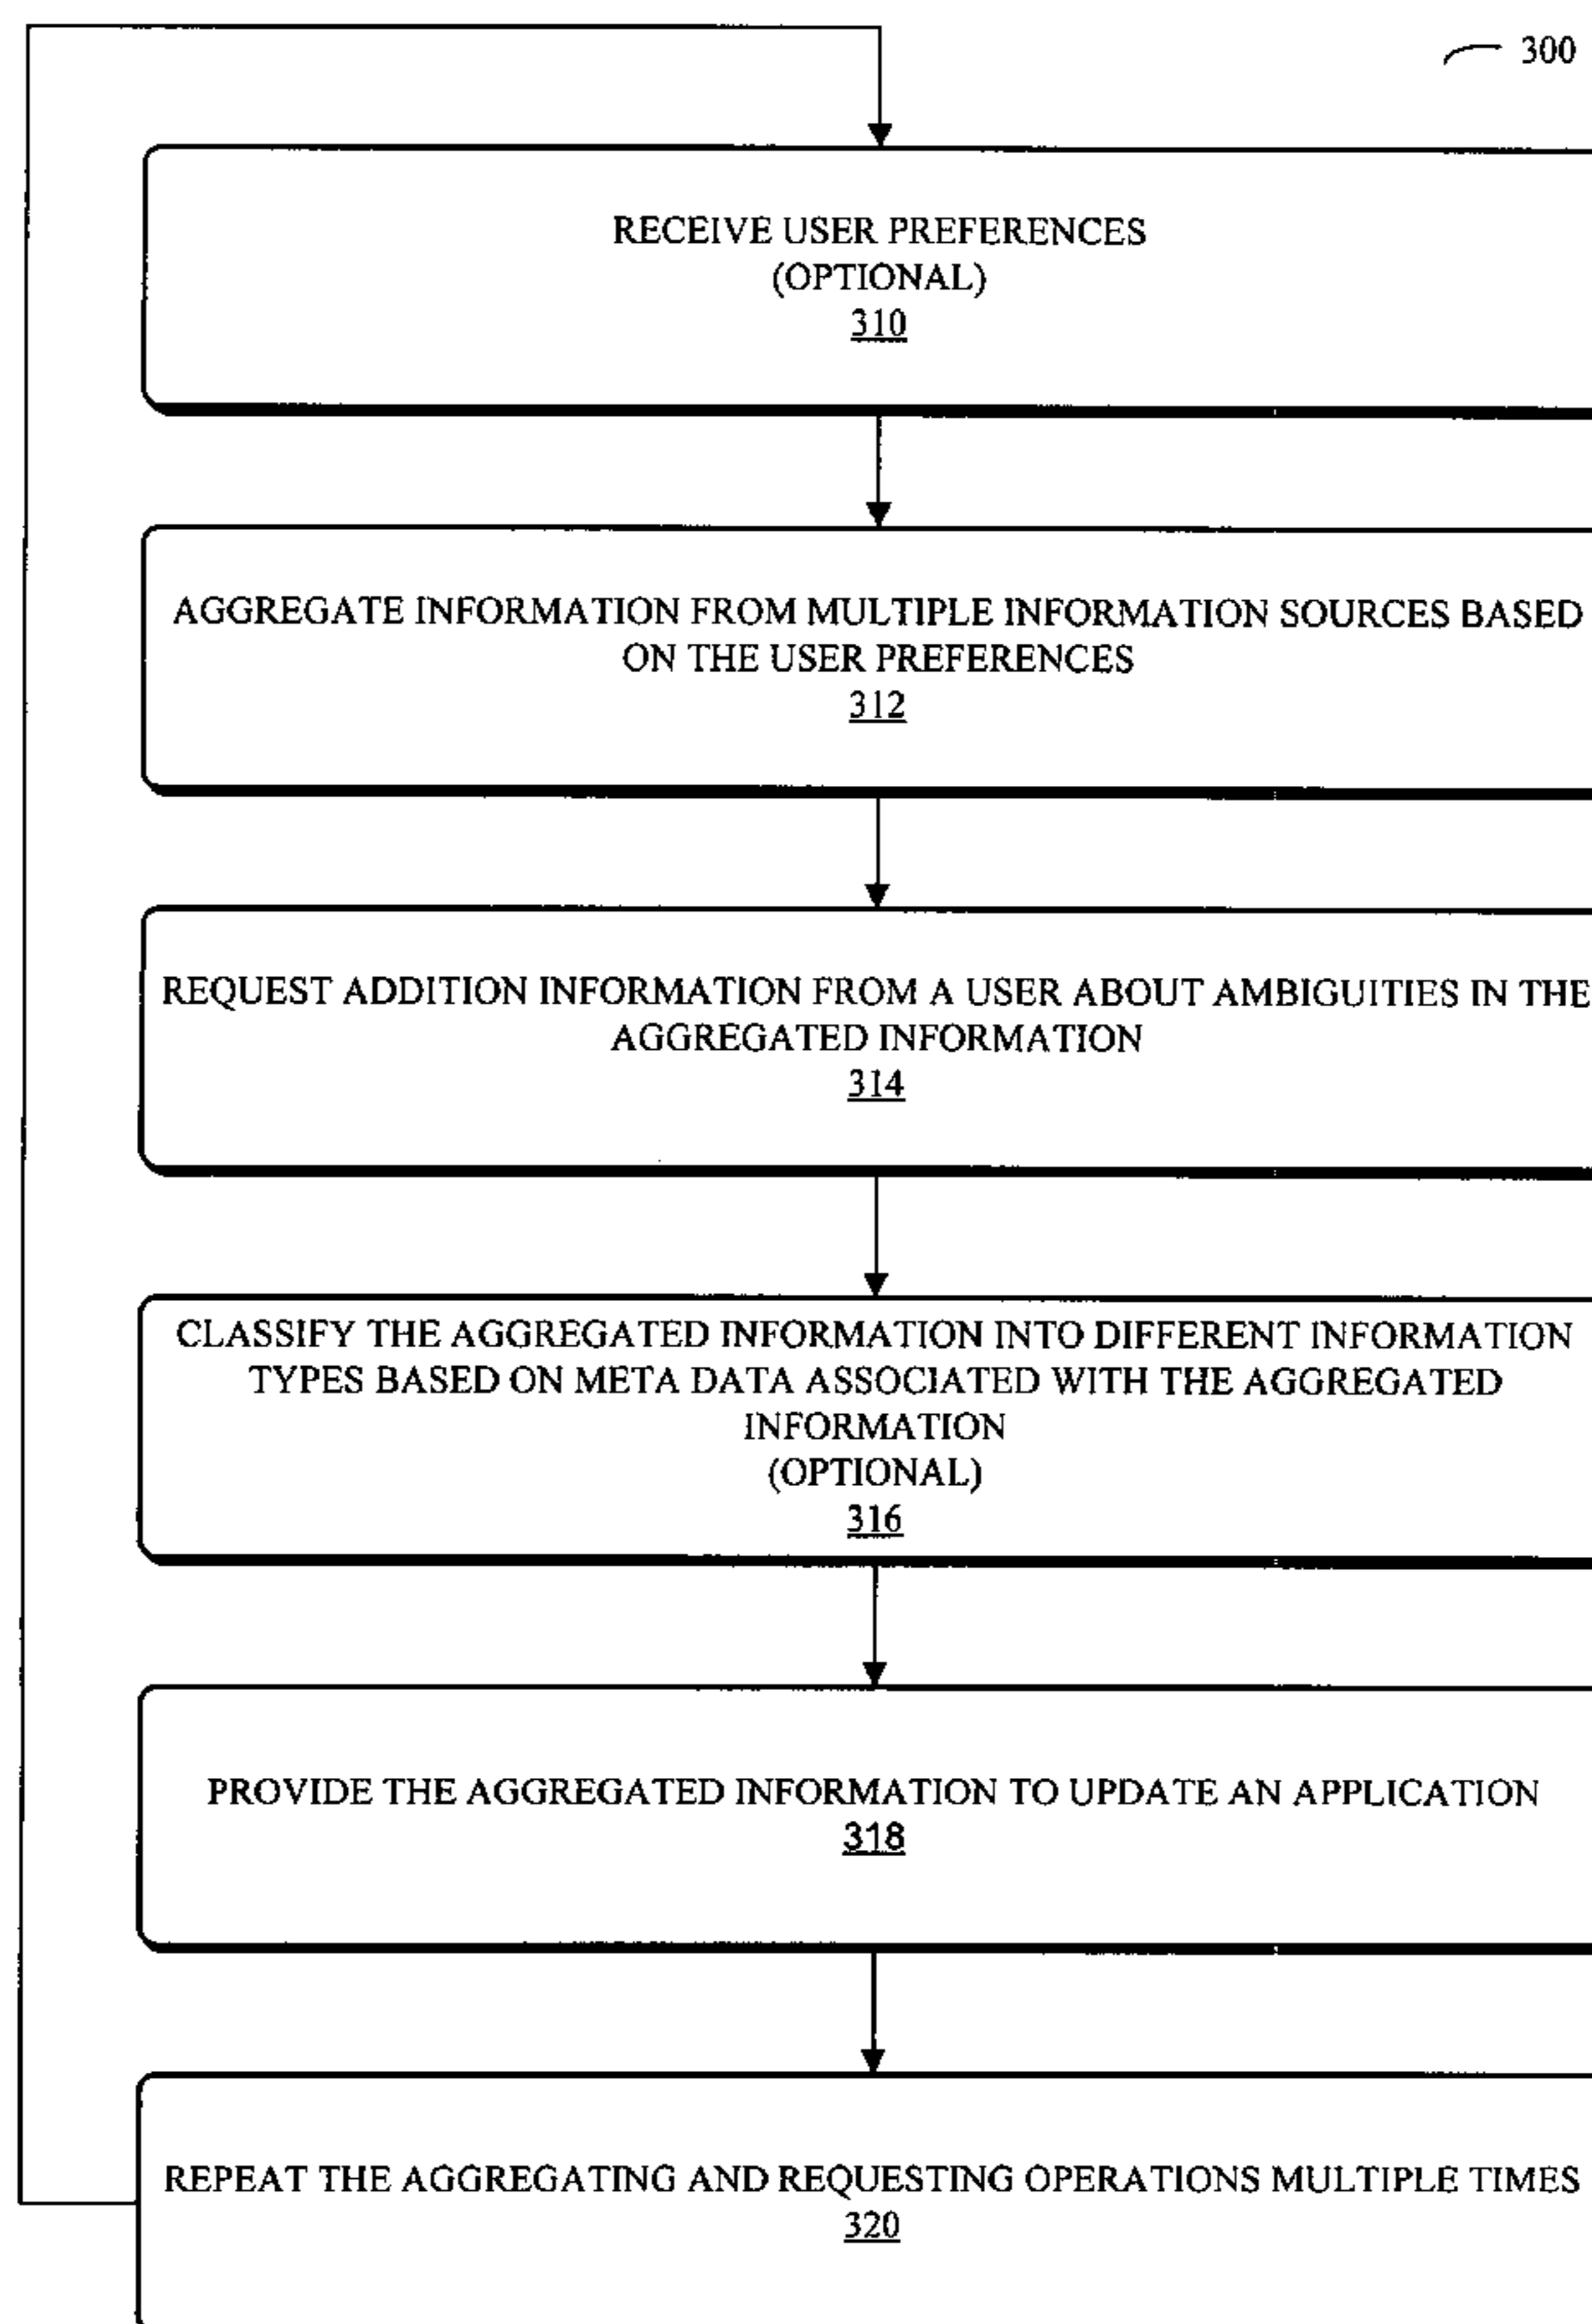 300
RECEIVE USER PREFERENCES
(OPTIONAL)
310
AGGREGATE INFORMATION FROM MULTIPLE INFORMATION SOURCES BASED
ON THE USER PREFERENCES
312
REQUEST ADDITION INFORMATION FROM A USER ABOUT AMBIGUITIES IN THE
AGGREGATED INFORMATION
314
CLASSIFY THE AGGREGATED INFORMATION INTO DIFFERENT INFORMATION
TYPES BASED ON META DATA ASSOCIATED WITH THE AGGREGATED
INFORMATION
(OPTIONAL)
316
PROVIDE THE AGGREGATED INFORMATION TO UPDATE AN APPLICATION
318
REPEAT THE AGGREGATING AND REQUESTING OPERATIONS MULTIPLE TIMES
320